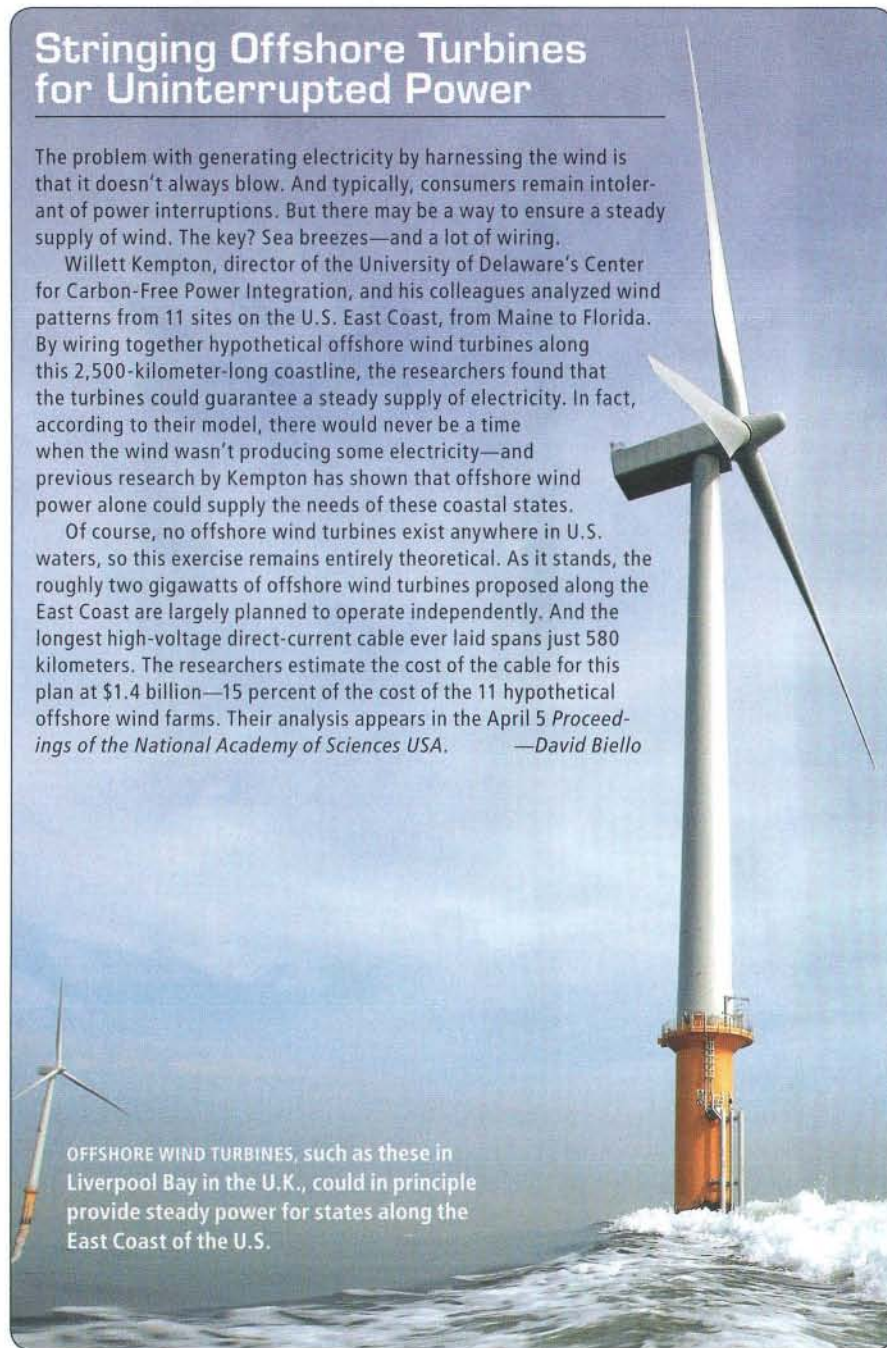 Stringing Offshore Turbines
for Uninterrupted Power
The problem with generating electricity by harnessing the wind is
that it doesn't always blow. And typically, consumers remain intoler-
ant of power interruptions. But there may be a way to ensure a steady
supply of wind. The key? Sea breezes—and a lot of wiring.
Willett Kempton, director of the University of Delaware's Center
for Carbon-Free Power Integration, and his colleagues analyzed wind
patterns from 11 sites on the U.S. East Coast, from Maine to Florida.
By wiring together hypothetical offshore wind turbines along
this 2,500-kilometer-long coastline, the researchers found that
the turbines could guarantee a steady supply of electricity. In fact,
according to their model, there would never be a time
when the wind wasn't producing some electricity—and
previous research by Kempton has shown that offshore wind
power alone could supply the needs of these coastal states.
Of course, no offshore wind turbines exist anywhere in U.S.
waters, so this exercise remains entirely theoretical. As it stands, the
roughly two gigawatts of offshore wind turbines proposed along the
East Coast are largely planned to operate independently. And the
longest high-voltage direct-current cable ever laid spans just 580
kilometers. The researchers estimate the cost of the cable for this
plan at $1.4 billion—15 percent of the cost of the 11 hypothetical
offshore wind farms. Their analysis appears in the April 5 Proceed-
ings of the National Academy of Sciences USA. —David Biello
OFFSHORE WIND TURBINES, such as these in
Liverpool Bay in the U.K., could in principle
provide steady power for states along the
East Coast of the U.S.